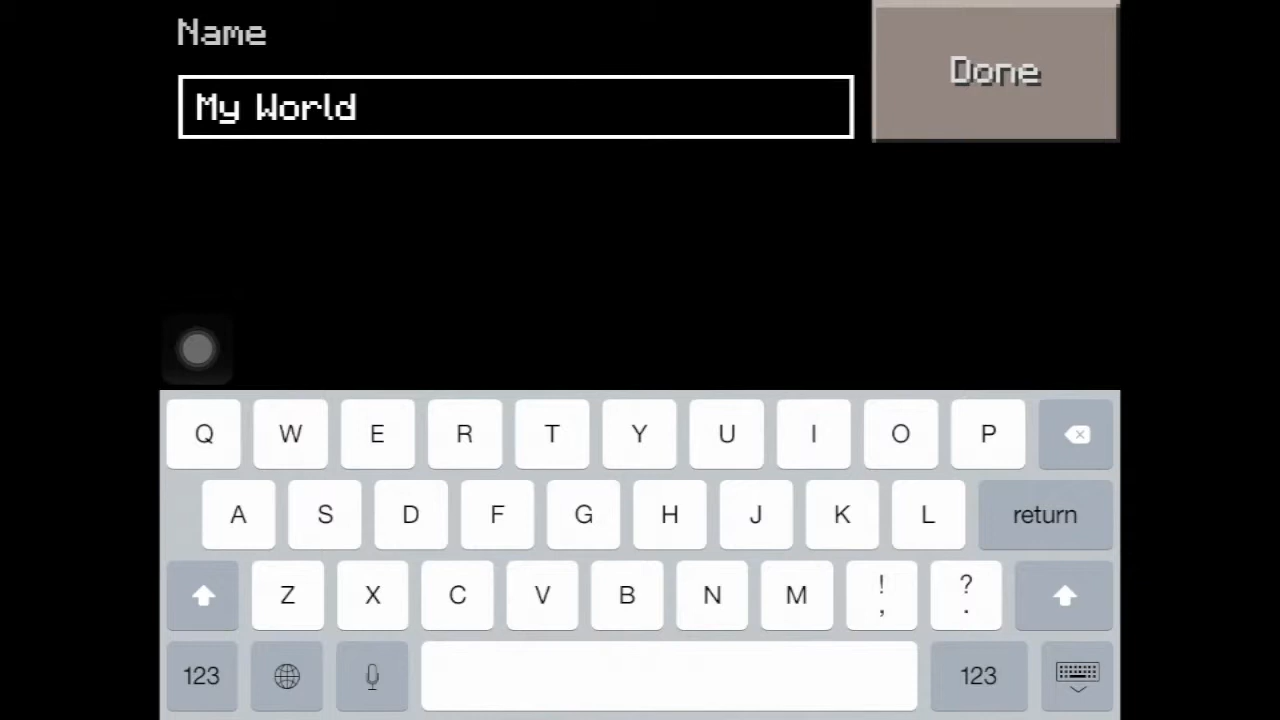 Name
Done
My World
Q W E R T Y U I O P
A S D F G H J K L return
Z X C V B N M ! , ? .
123 123